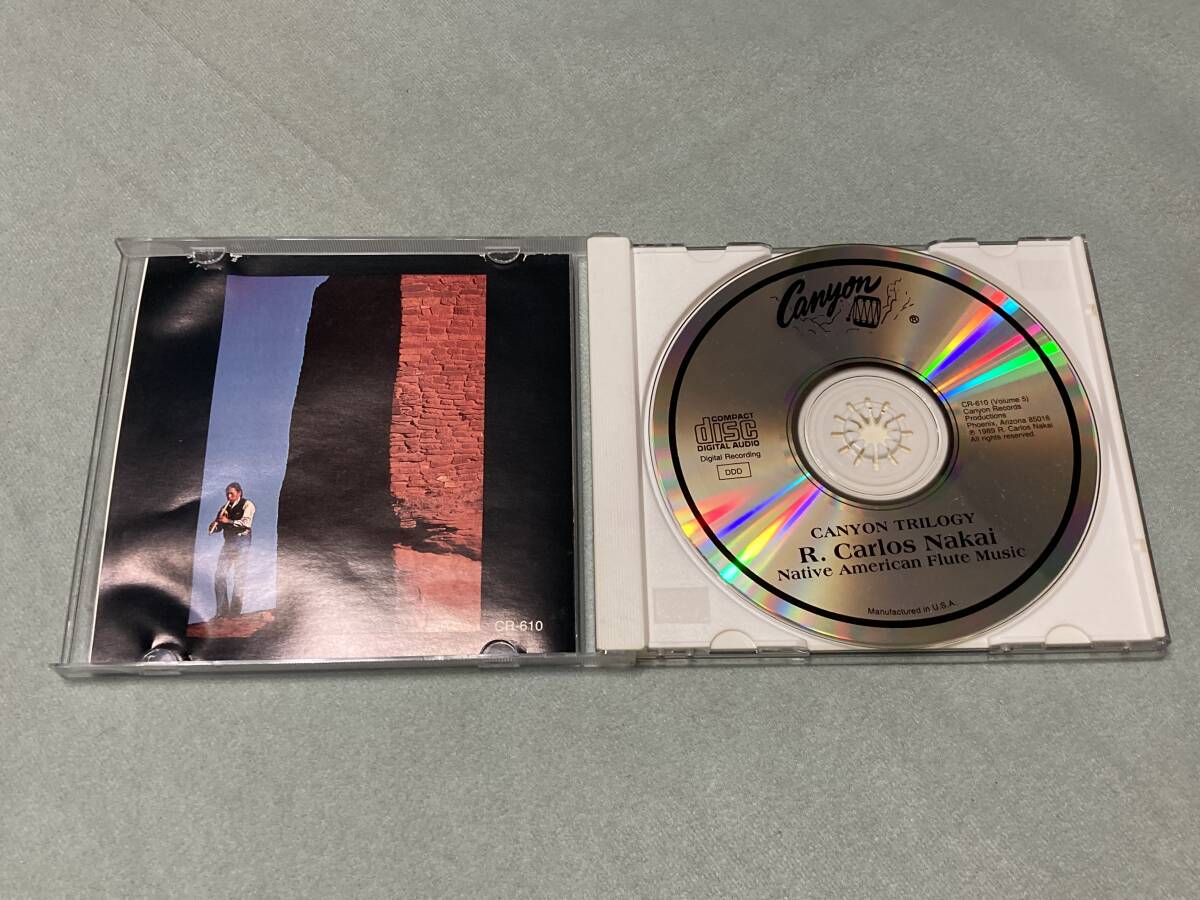 CR-610
Canyon
®
COMPACT
disc
DIGITAL AUDIO
Digital Recording
DDD
CR-610 (Volume 5)
Canyon Records
Productions
Phoenix, Arizona 85016
℗ 1989 R. Carlos Nakai
All rights reserved.
CANYON TRILOGY
R. Carlos Nakai
Native American Flute Music
Manufactured in U.S.A.